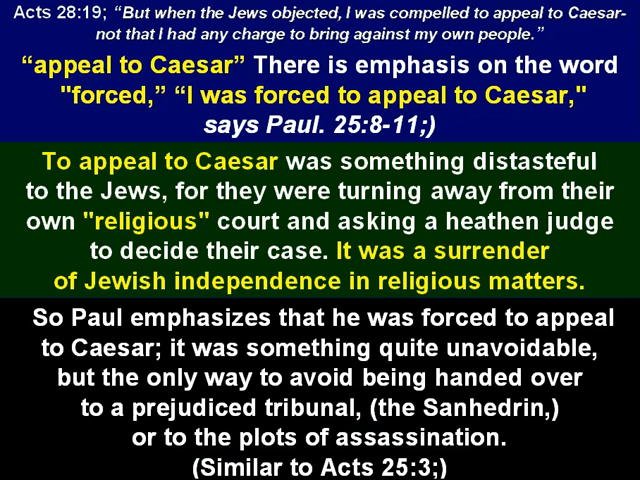 Acts 28:19; “But when the Jews objected, I was compelled to appeal to Caesar-
not that I had any charge to bring against my own people.”
“appeal to Caesar” There is emphasis on the word
"forced,” “I was forced to appeal to Caesar,"
says Paul. 25:8-11;)
To appeal to Caesar was something distasteful
to the Jews, for they were turning away from their
own "religious" court and asking a heathen judge
to decide their case. It was a surrender
of Jewish independence in religious matters.
So Paul emphasizes that he was forced to appeal
to Caesar; it was something quite unavoidable,
but the only way to avoid being handed over
to a prejudiced tribunal, (the Sanhedrin,)
or to the plots of assassination.
(Similar to Acts 25:3;)